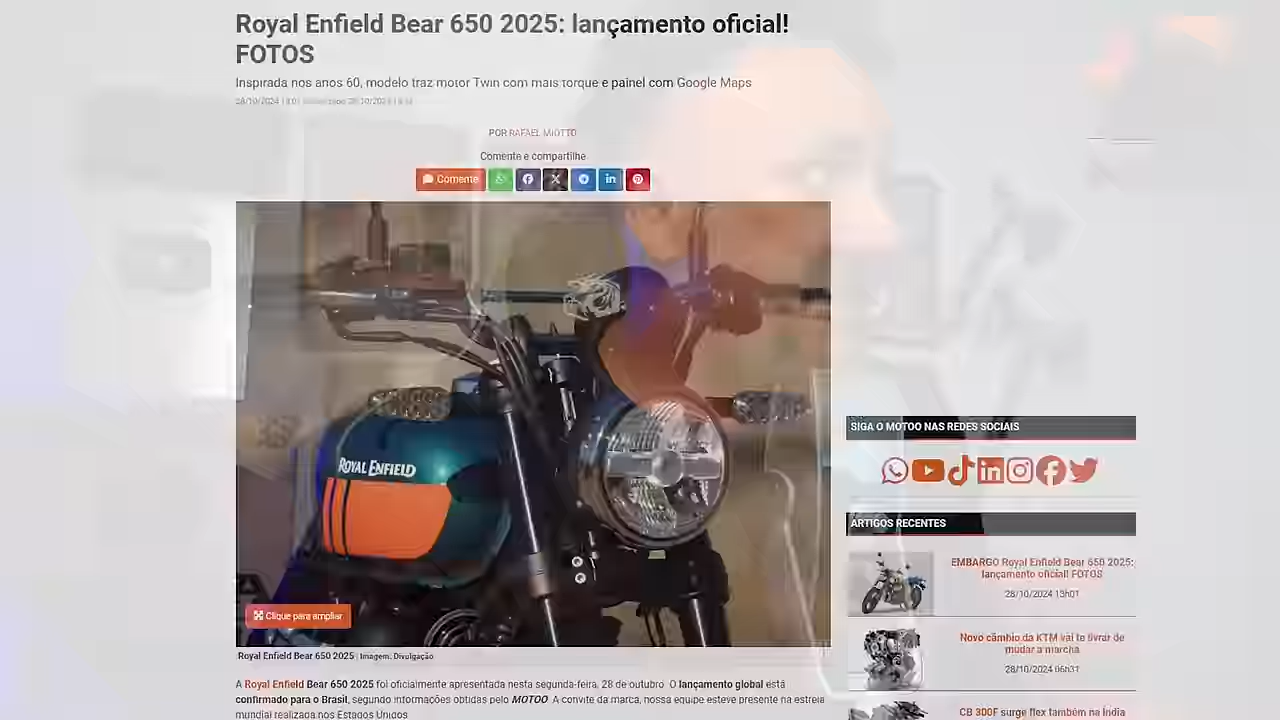 Royal Enfield Bear 650 2025: lançamento oficial!
FOTOS
Inspirada nos anos 60, modelo traz motor Twin com mais torque e painel com Google Maps
POR RAFAEL MIOTTO
Comente e compartilhe
Comente
ROYAL ENFIELD
Clique para ampliar
Royal Enfield Bear 650 2025 | Imagem: Divulgação
A Royal Enfield Bear 650 2025 foi oficialmente apresentada nesta segunda-feira, 28 de outubro. O lançamento global está
confirmado para o Brasil, segundo informações obtidas pelo MOTOO. A convite da marca, nossa equipe esteve presente na estreia
mundial realizada nos Estados Unidos
SIGA O MOTOO NAS REDES SOCIAIS
ARTIGOS RECENTES
EMBARGO Royal Enfield Bear 650 2025:
lançamento oficial! FOTOS
28/10/2024 13h01
Novo câmbio da KTM vai te livrar de
mudar a marcha
28/10/2024 06h31
CB 300F surge flex também na Índia